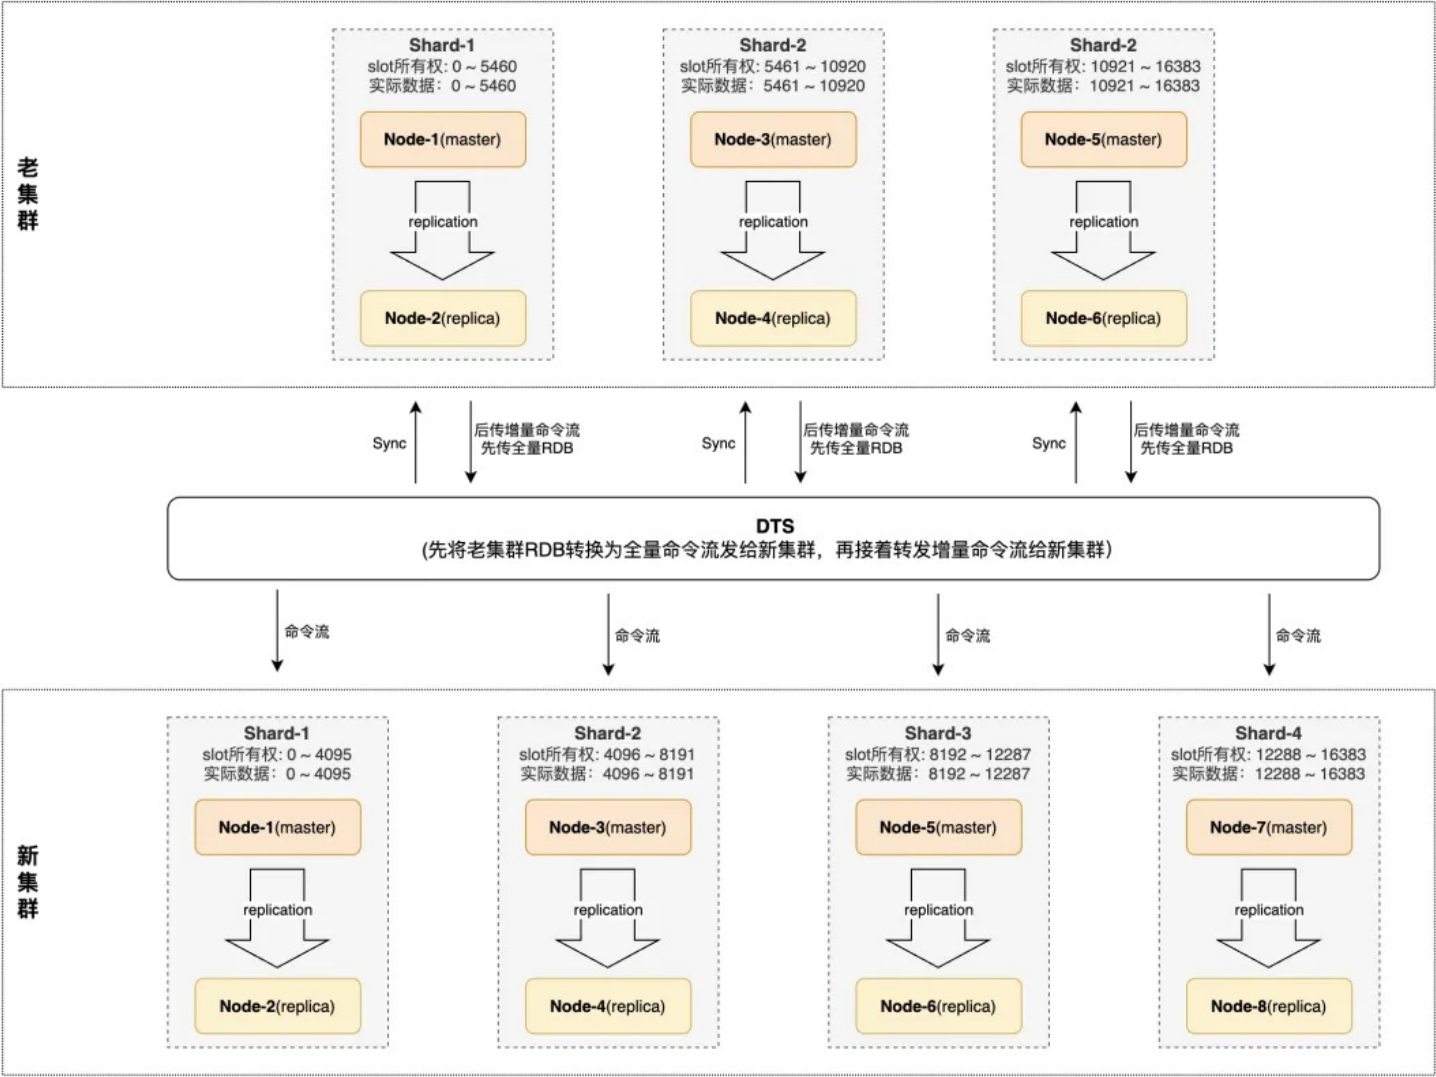 老集群
Shard-1
slot所有权: 0 ~ 5460
实际数据：0 ~ 5460
Node-1(master)
replication
Node-2(replica)
Shard-2
slot所有权: 5461 ~ 10920
实际数据：5461 ~ 10920
Node-3(master)
replication
Node-4(replica)
Shard-2
slot所有权: 10921 ~ 16383
实际数据：10921 ~ 16383
Node-5(master)
replication
Node-6(replica)
Sync
后传增量命令流
先传全量RDB
Sync
后传增量命令流
先传全量RDB
Sync
后传增量命令流
先传全量RDB
DTS
(先将老集群RDB转换为全量命令流发给新集群，再接着转发增量命令流给新集群)
命令流
命令流
命令流
命令流
新集群
Shard-1
slot所有权: 0 ~ 4095
实际数据：0 ~ 4095
Node-1(master)
replication
Node-2(replica)
Shard-2
slot所有权: 4096 ~ 8191
实际数据：4096 ~ 8191
Node-3(master)
replication
Node-4(replica)
Shard-3
slot所有权: 8192 ~ 12287
实际数据：8192 ~ 12287
Node-5(master)
replication
Node-6(replica)
Shard-4
slot所有权: 12288 ~ 16383
实际数据：12288 ~ 16383
Node-7(master)
replication
Node-8(replica)